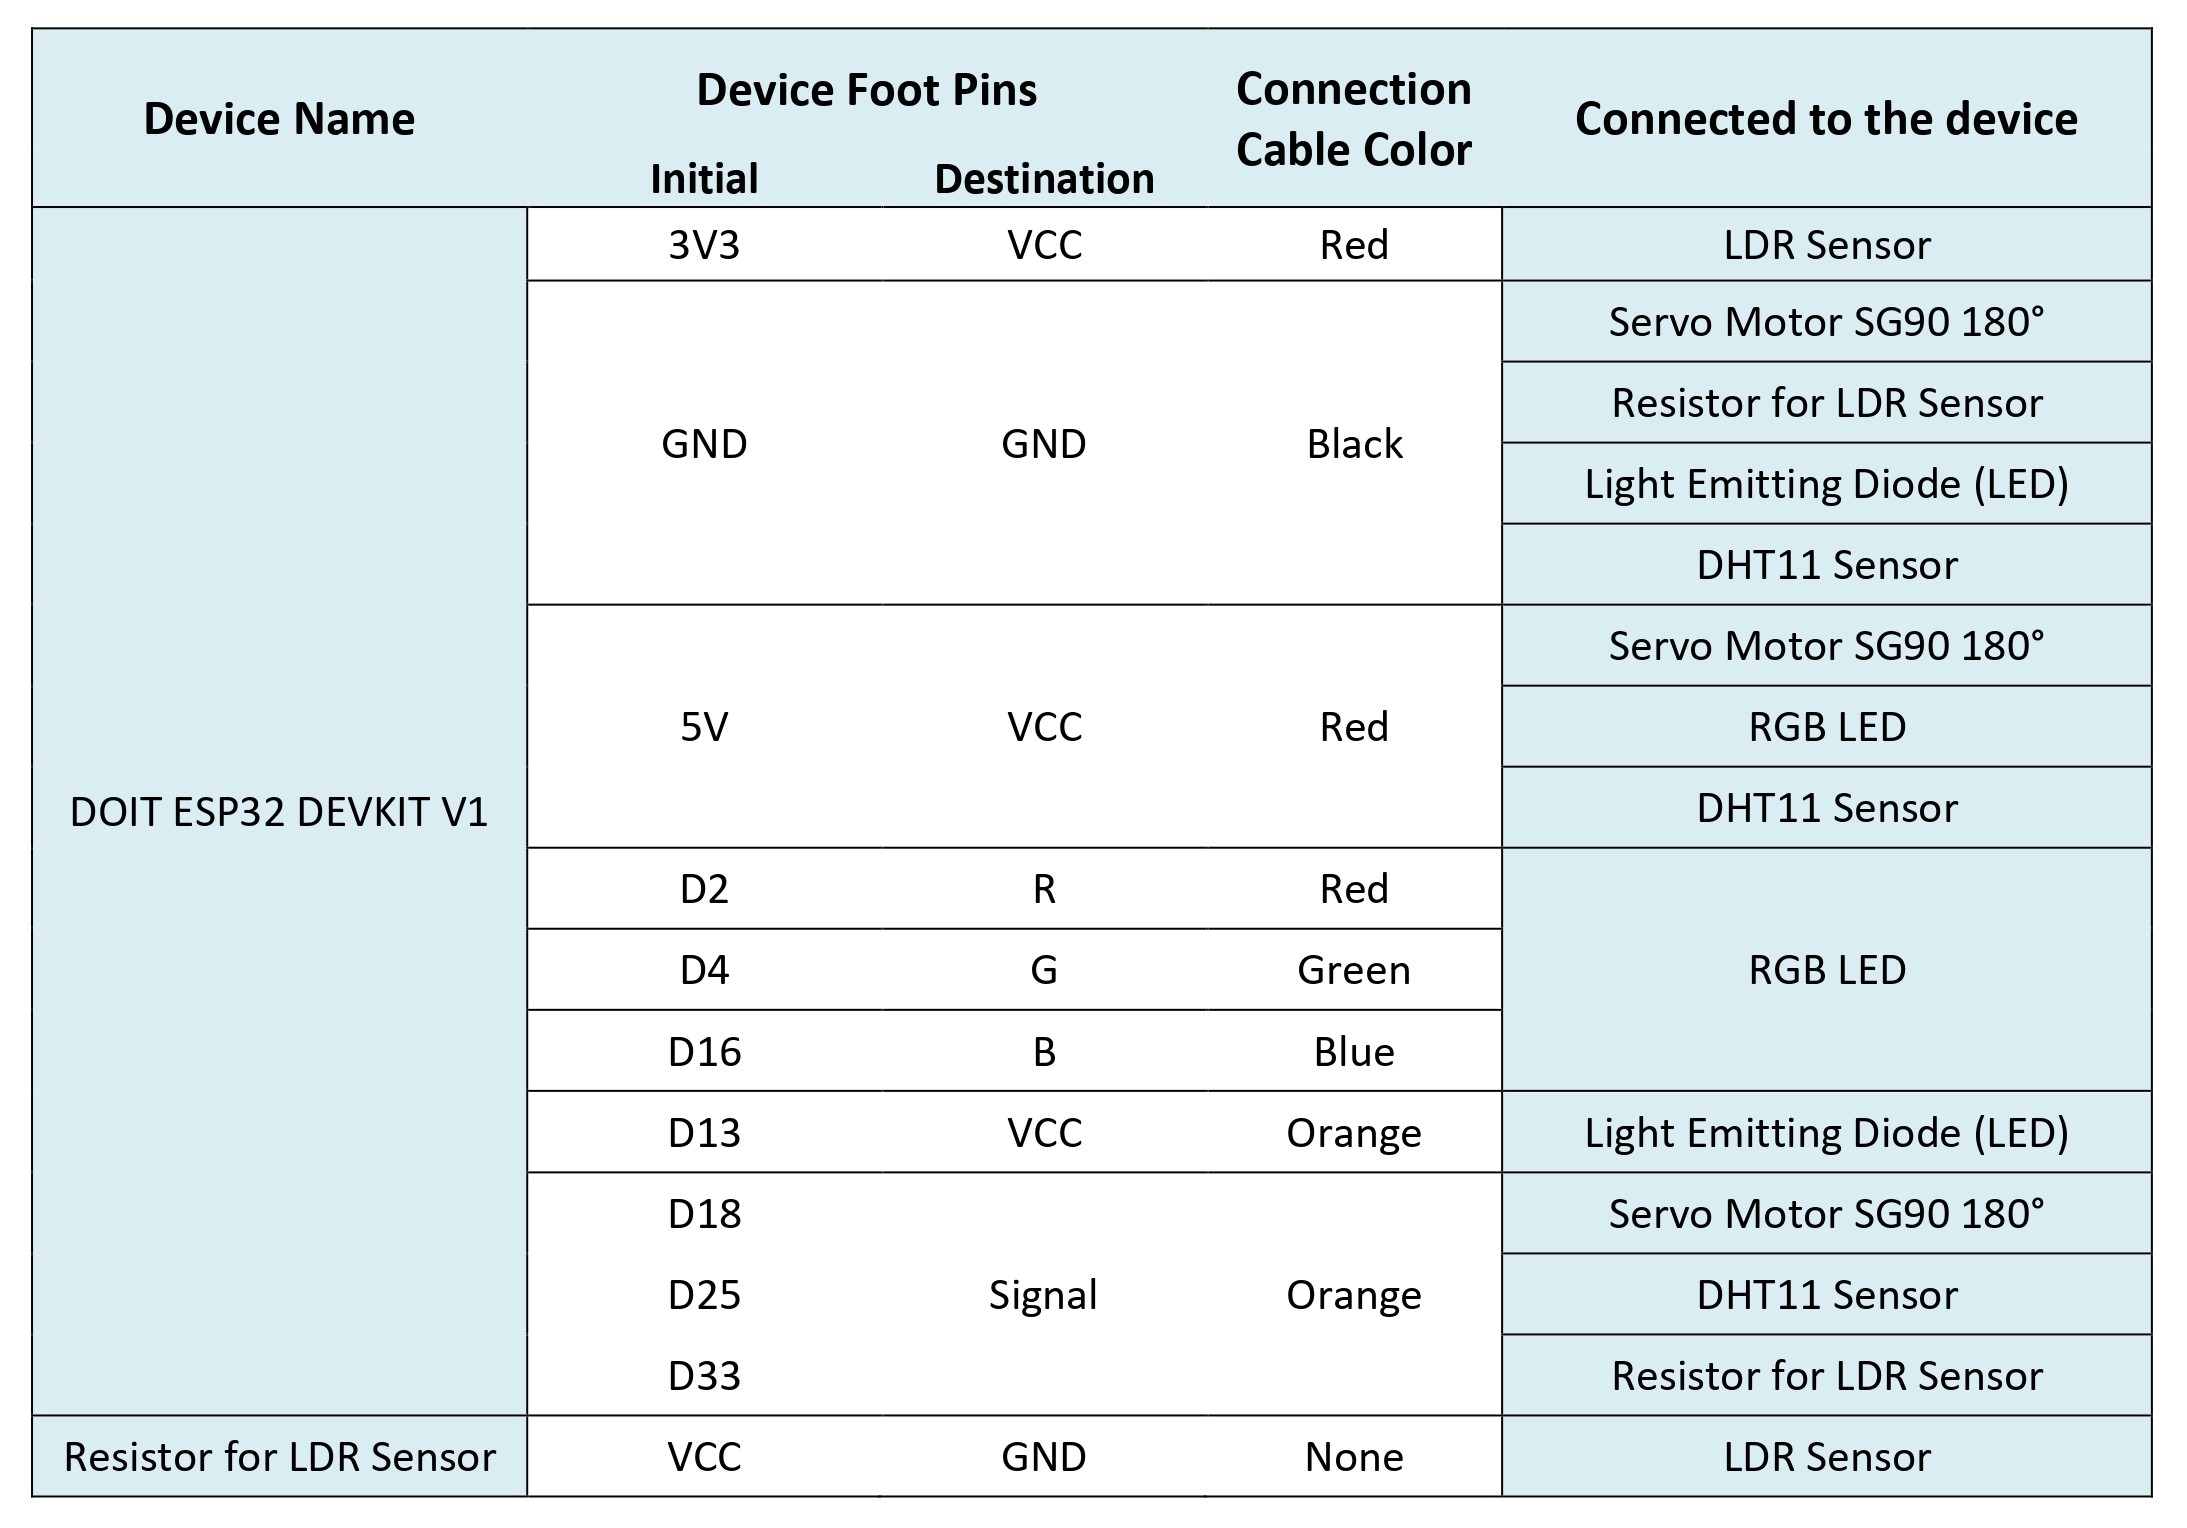 Device Name
Device Foot Pins
Connection
Cable Color
Connected to the device
Initial
Destination
DOIT ESP32 DEVKIT V1
3V3 VCC Red LDR Sensor
GND GND Black
Servo Motor SG90 180°
Resistor for LDR Sensor
Light Emitting Diode (LED)
DHT11 Sensor
5V VCC Red
Servo Motor SG90 180°
RGB LED
DHT11 Sensor
D2 R Red
D4 G Green
D16 B Blue
RGB LED
D13 VCC Orange Light Emitting Diode (LED)
D18 Servo Motor SG90 180°
D25 Signal Orange DHT11 Sensor
D33 Resistor for LDR Sensor
Resistor for LDR Sensor VCC GND None LDR Sensor